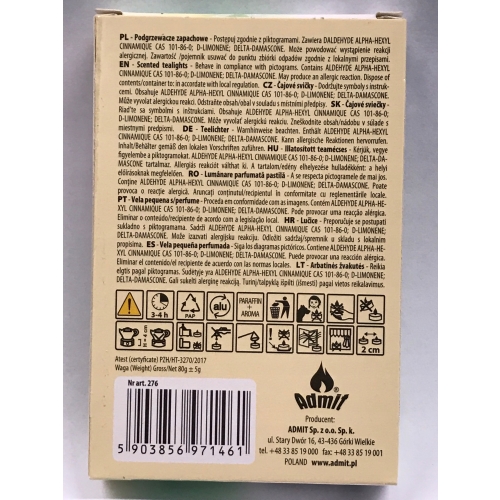 PL - Podgrzewacze zapachowe - Postępuj zgodnie z piktogramami. Zawiera DALDEHYDE ALPHA-HEXYL
CINNAMIQUE CAS 101-86-0; D-LIMONENE; DELTA-DAMASCONE. Może powodować wystąpienie reakcji
alergicznej. Zawartość /pojemnik usuwać do punktu zbiórki odpadów zgodnie z lokalnymi przepisami.
EN - Scented tealights - Behave in compliance with pictograms. Contains ALDEHYDE ALPHA-HEXYL
CINNAMIQUE CAS 101-86-0; D-LIMONENE; DELTA-DAMASCONE. May produce an allergic reaction. Dispose of
contents/container to: in accordance with local regulation. CZ - Čajové svíčky - Dodržujte symboly s instruk-
cemi. Obsahuje ALDEHYDE ALPHA-HEXYL CINNAMIQUE CAS 101-86-0; D-LIMONENE; DELTA-DAMASCONE.
Může vyvolat alergickou reakci. Odstraňte obsah/obal v souladu s místními předpisy. SK - Čajové sviečky -
Riaďte sa symbolmi s instruk-cemi. Obsahuje ALDEHYDE ALPHA-HEXYL CINNAMIQUE CAS 101-86-0;
D-LIMONENE; DELTA-DAMASCONE. Môže vyvolať alergickú reakciu. Zneškodnite obsah/nádobu v súlade s
miestnymi predpismi. DE - Teelichter - Warnhinweise beachten. Enthält ALDEHYDE ALPHA-HEXYL
CINNAMIQUE CAS 101-86-0; D-LIMONENE; DELTA-DAMASCONE. Kann allergische Reaktionen hervorrufen.
Inhalt/Behälter gemäß den lokalen Vorschriften zuführen. HU - Illatosított teamécses - Kérjük, vegye
figyelembe a piktogramokat. ALDEHYDE ALPHA-HEXYL CINNAMIQUE CAS 101-86-0; D-LIMONENE; DELTA-
DAMASCONE tartalmaz. Allergiás reakciót válthat ki. A tartalom/edény elhelyezése hulladékként: a helyi
előírásoknak megfelelően. RO - Lumânare parfumată pastilă - A se respecta pictogramele de mai jos.
Conține ALDEHYDE ALPHA-HEXYL CINNAMIQUE CAS 101-86-0; D-LIMONENE; DELTA-DAMASCONE. Poate
provoca o reacție alergică. Aruncați conținutul/recipientul în conformitate cu reglementările locale.
PT - Vela pequena s/perfume - Proceda em conformidade com as imagens. Contém ALDEHYDE ALPHA-HEXYL
CINNAMIQUE CAS 101-86-0; D-LIMONENE; DELTA-DAMASCONE. Pode provocar uma reacção alérgica.
Eliminar o conteúdo/recipiente de acordo com a legislação local. HR - Lučice - Preporučuje se postupati
u skladu s piktogramima. Sadrži ALDEHYDE ALPHA-HEXYL CINNAMIQUE CAS 101-86-0; D-LIMONENE;
DELTA-DAMASCONE. Može izazvati alergijsku reakciju. Odložiti sadržaj/spremnik u skladu s lokalnim
propisima. ES - Vela pequeña perfumada - Siga los diagramas pictóricos. Contiene ALDEHYDE ALPHA-HEXYL
CINNAMIQUE CAS 101-86-0; D-LIMONENE; DELTA-DAMASCONE. Puede provocar una reacción alérgica.
Eliminar el contenido/el recipiente de acuerdo con las normas locales. LT - Arbatinės žvakutės - Reikia
elgtis pagal piktogramas. Sudėtyje yra ALDEHYDE ALPHA-HEXYL CINNAMIQUE CAS 101-86-0; D-LIMONENE;
DELTA-DAMASCONE. Gali sukelti alerginę reakciją. Turinį/talpyklą išpilti (išmesti) pagal vietos reikalavimus.
3-4 h
PAP
alu
PARAFFIN
+
AROMA
2 cm
Atest (certyficate) PZH/HT-3270/2017
Waga (Weight) Gross/Net 80g ± 5g
Nr art. 276
5 903856 971461
Admit ®
Producent:
ADMIT Sp. z o.o. Sp. k.
ul. Stary Dwór 16, 43-436 Górki Wielkie
tel. +48 33 85 19 000, fax +48 33 85 19 001
POLAND www.admit.pl